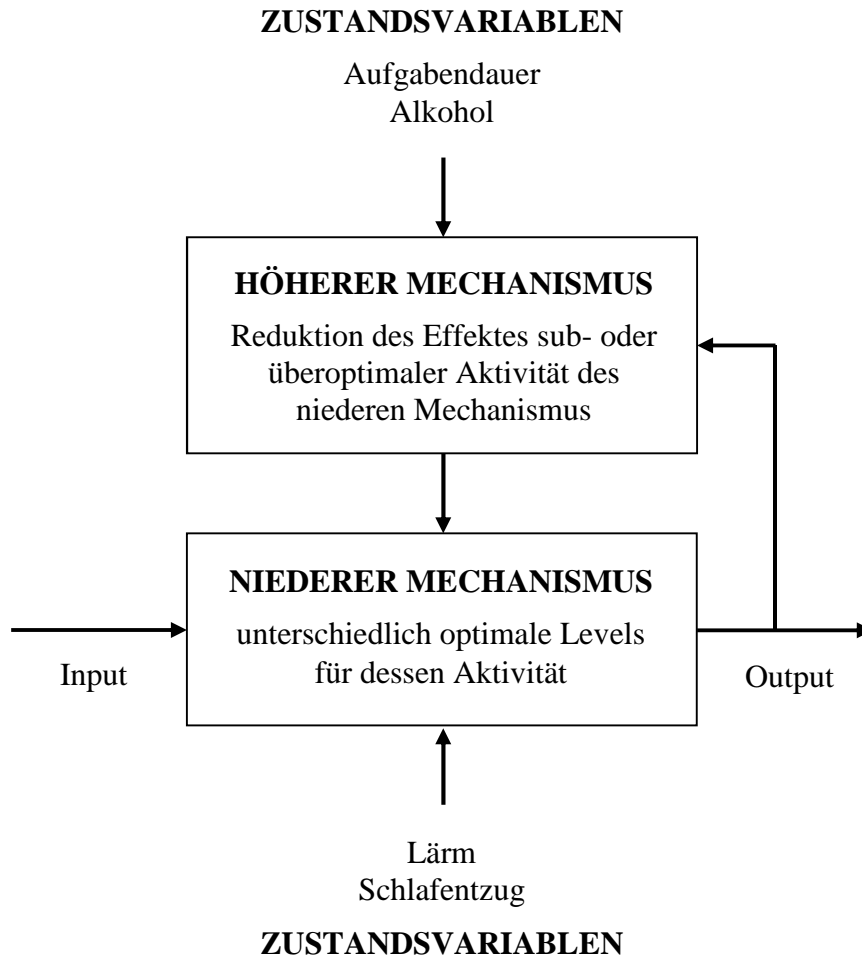 ZUSTANDSVARIABLEN
Aufgabendauer
Alkohol
HÖHERER MECHANISMUS
Reduktion des Effektes sub- oder
überoptimaler Aktivität des
niederen Mechanismus
NIEDERER MECHANISMUS
unterschiedlich optimale Levels
für dessen Aktivität
Input
Output
Lärm
Schlafentzug
ZUSTANDSVARIABLEN